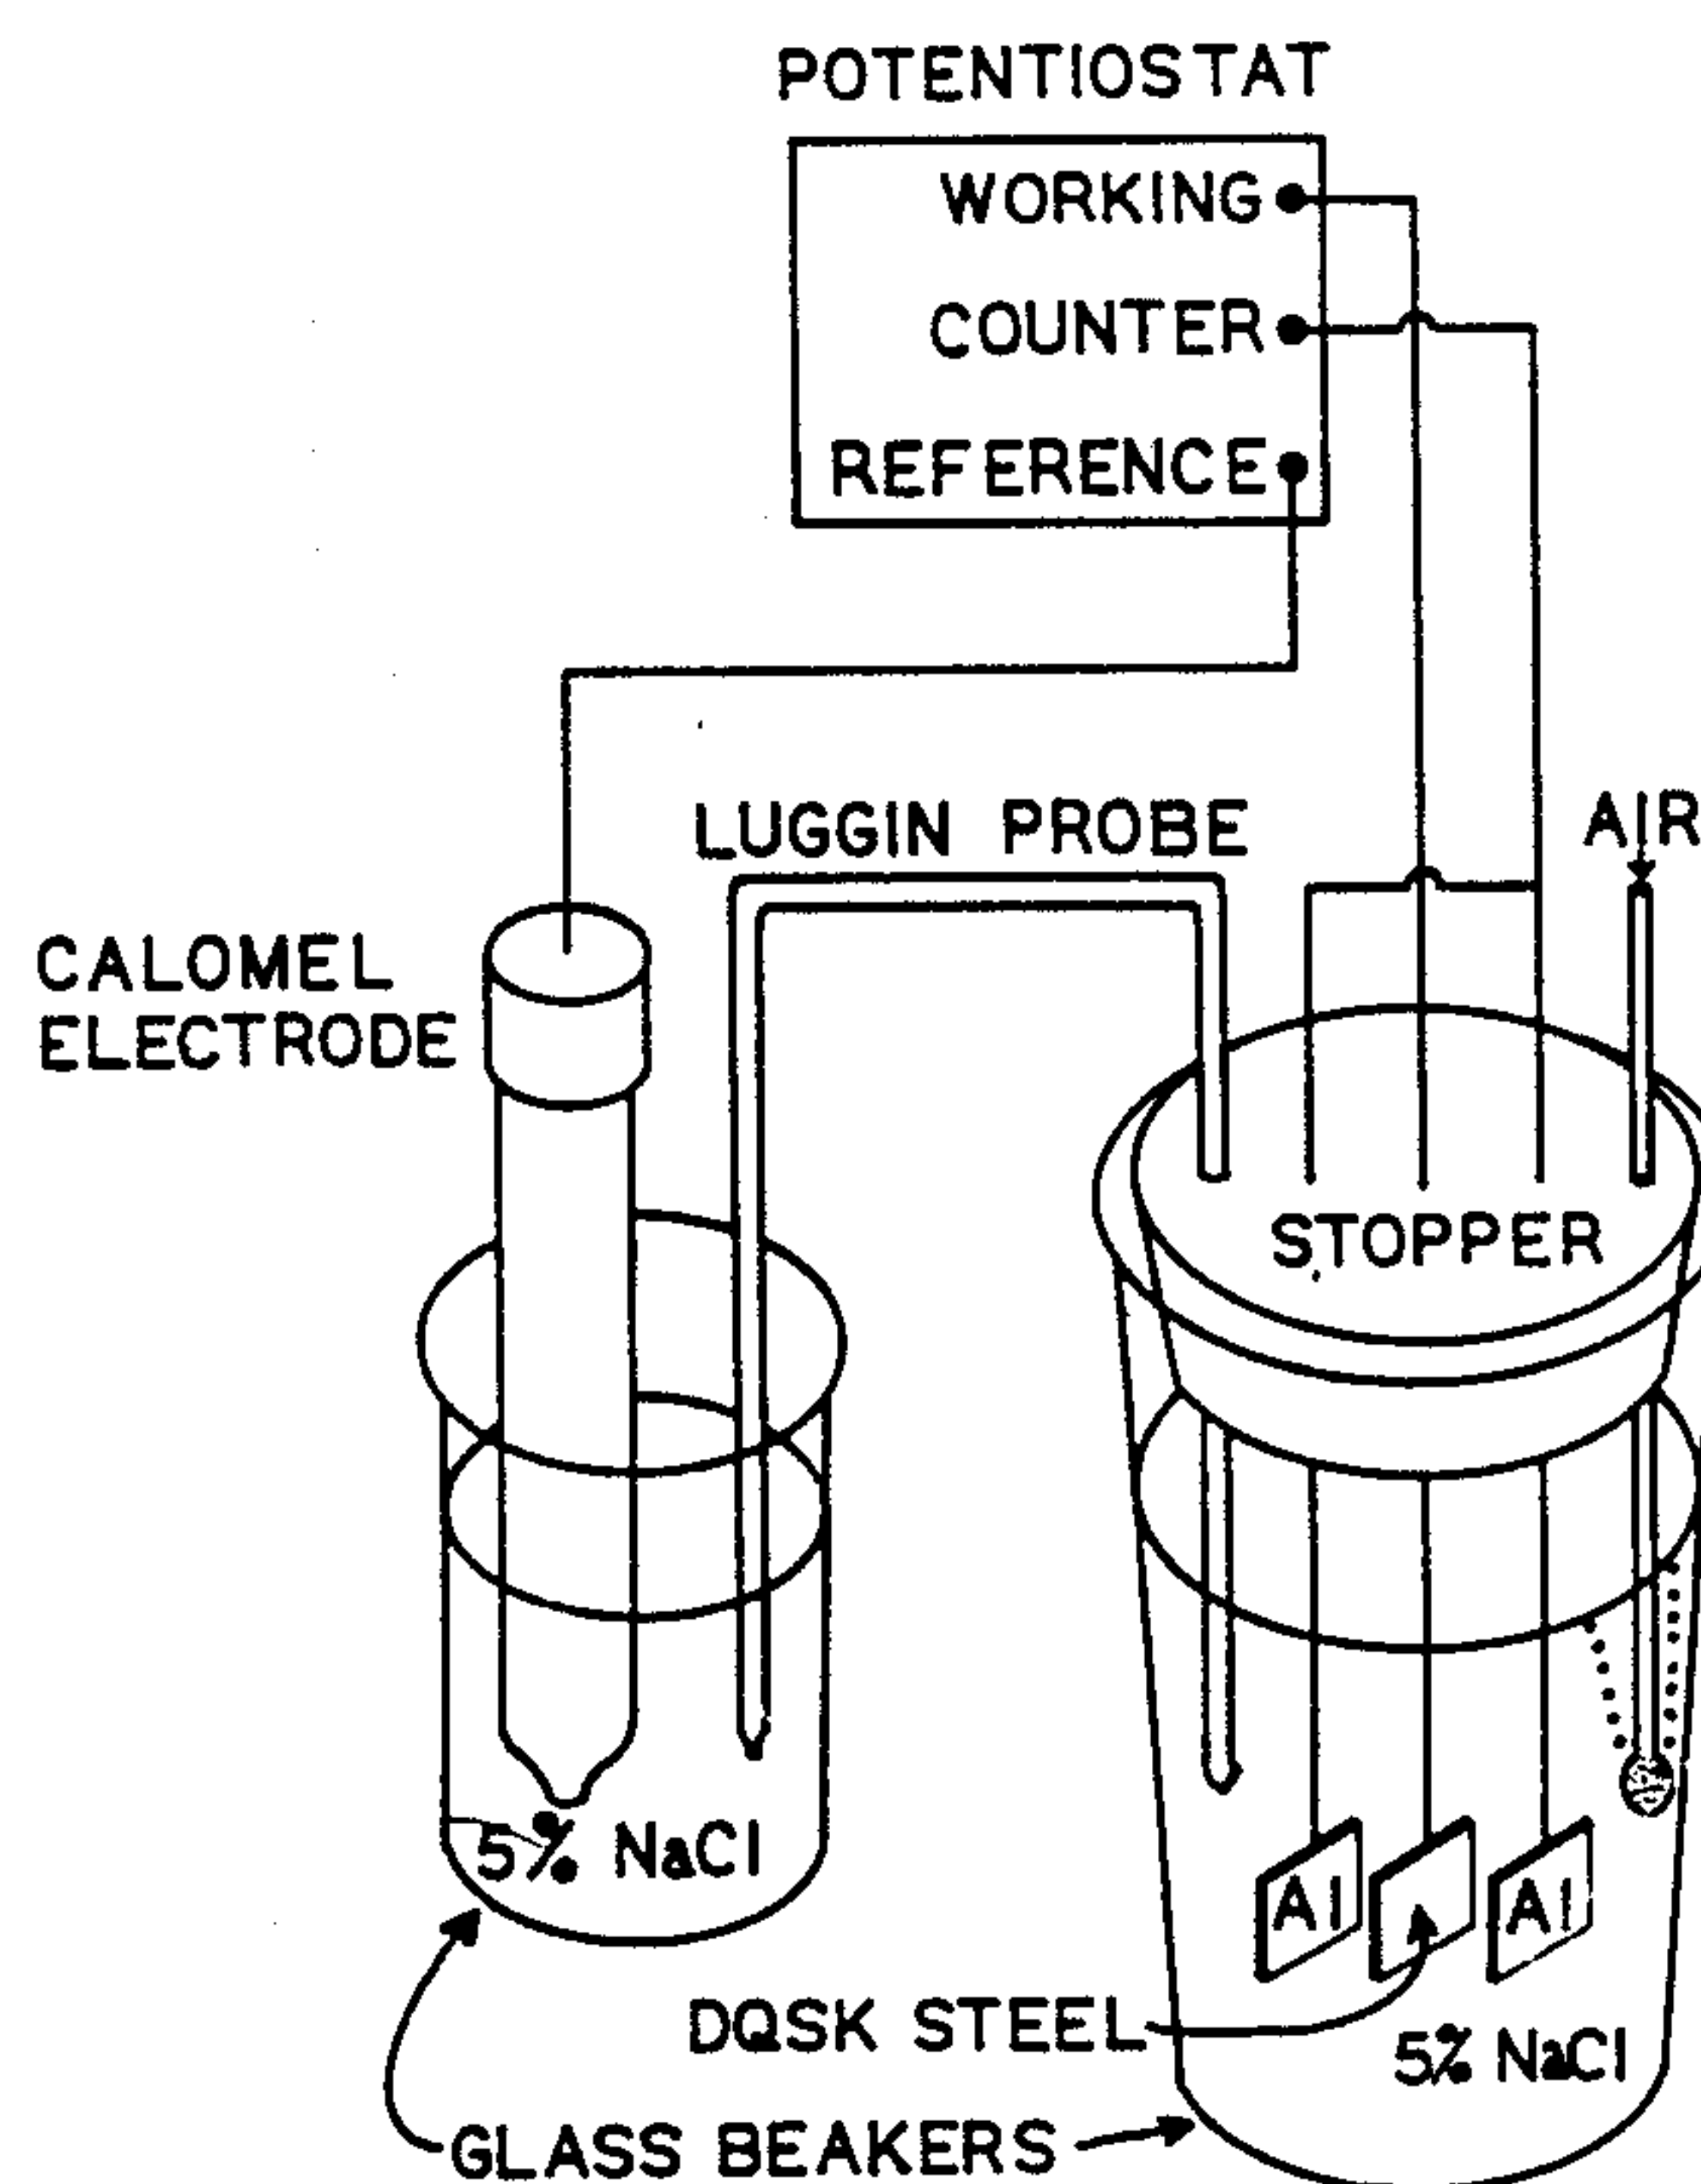 POTENTIOSTAT
WORKING
COUNTER
REFERENCE
LUGGIN PROBE
AIR
CALOMEL
ELECTRODE
STOPPER
5% NaCl
Al
Al
DQSK STEEL
5% NaCl
GLASS BEAKERS